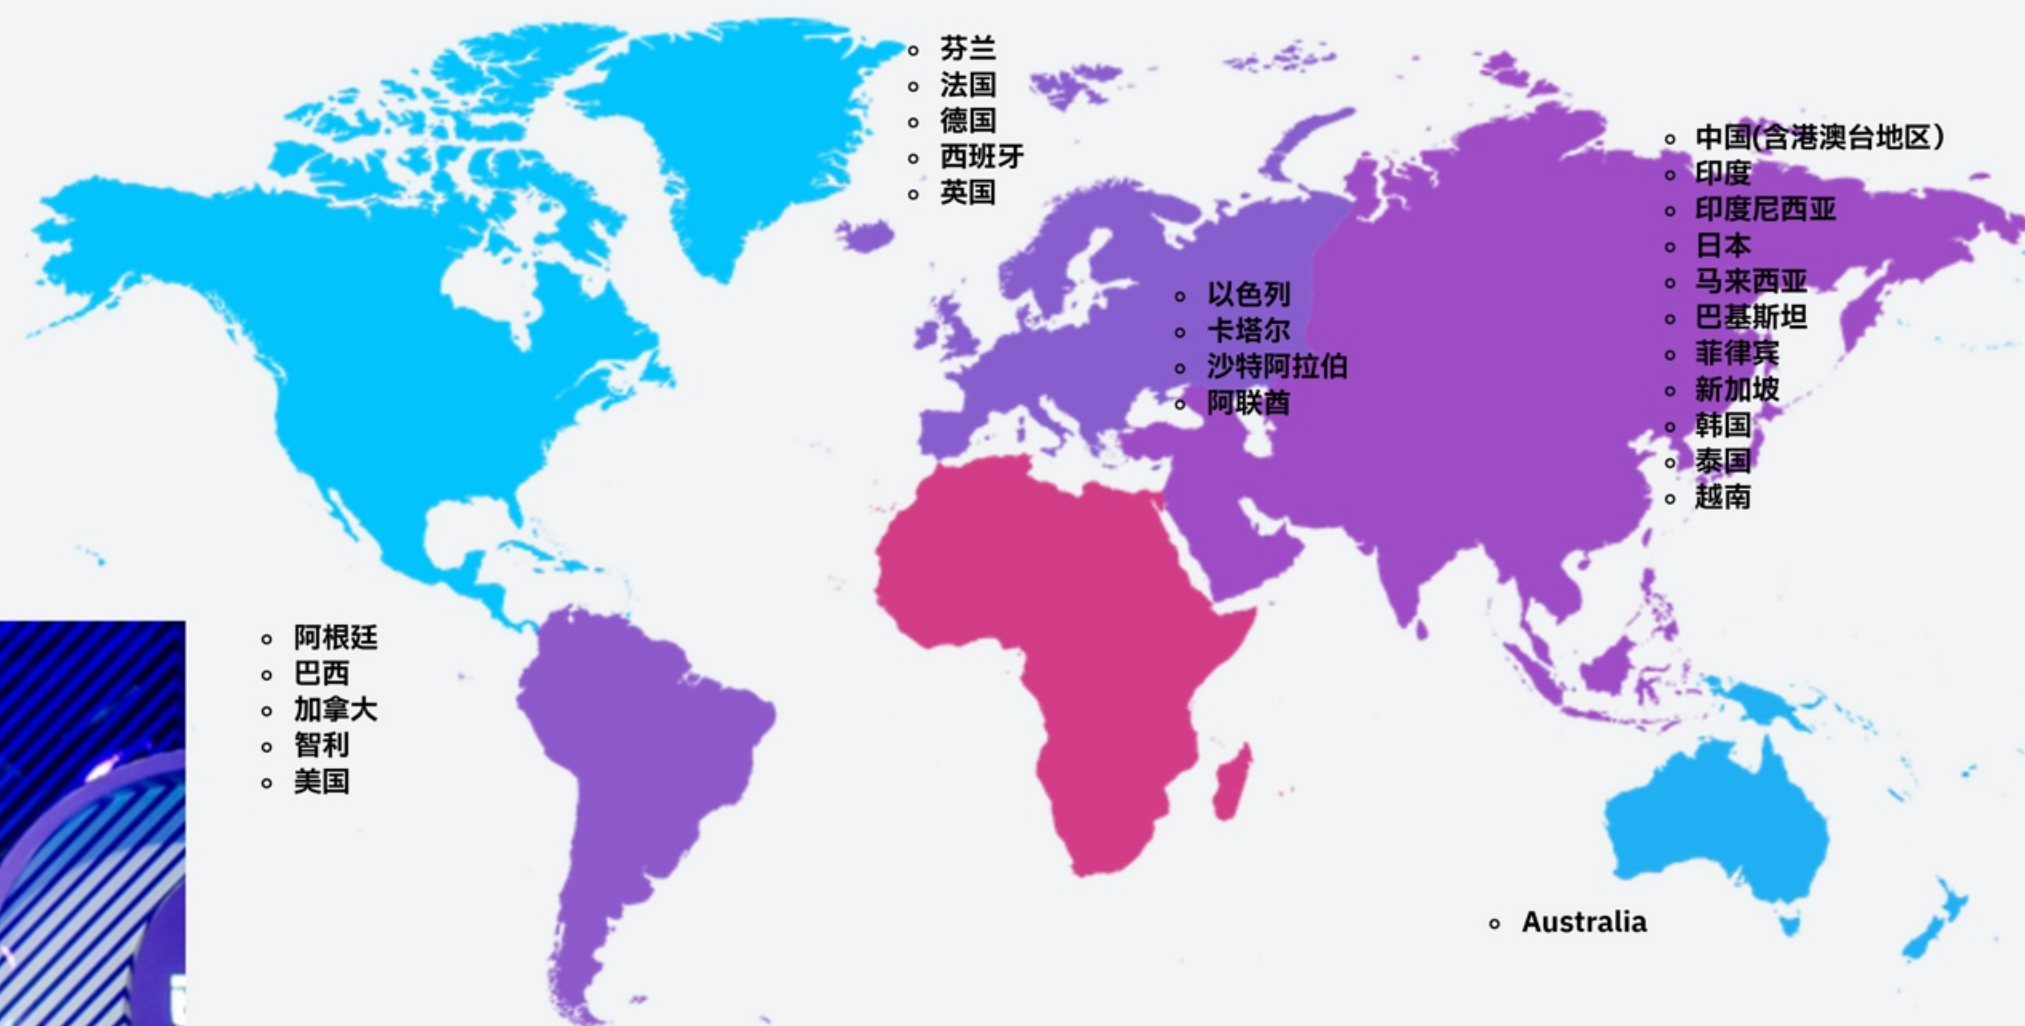 芬兰
法国
德国
西班牙
英国
中国(含港澳台地区）
印度
印度尼西亚
日本
马来西亚
巴基斯坦
菲律宾
新加坡
韩国
泰国
越南
以色列
卡塔尔
沙特阿拉伯
阿联酋
阿根廷
巴西
加拿大
智利
美国
Australia